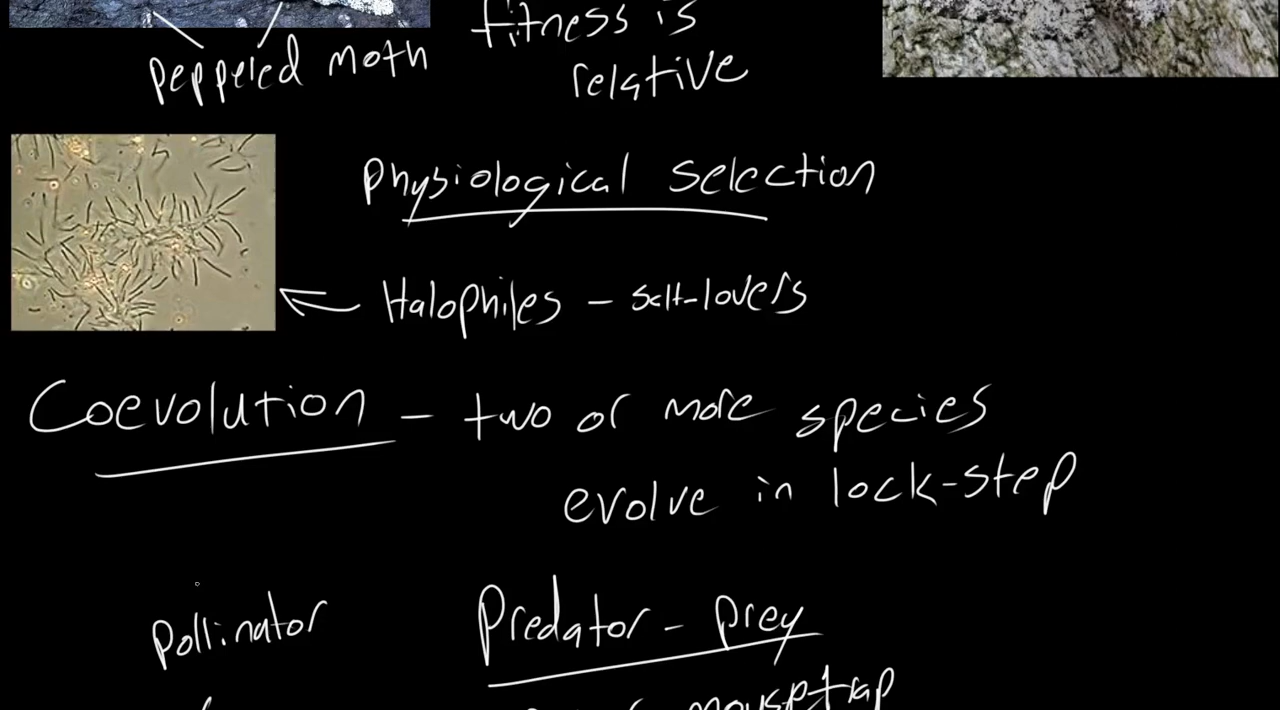 fitness is
relative
peppered moth
physiological selection
Halophiles - salt-lovers
Coevolution - two or more species
evolve in lock-step
pollinator
Predator - prey